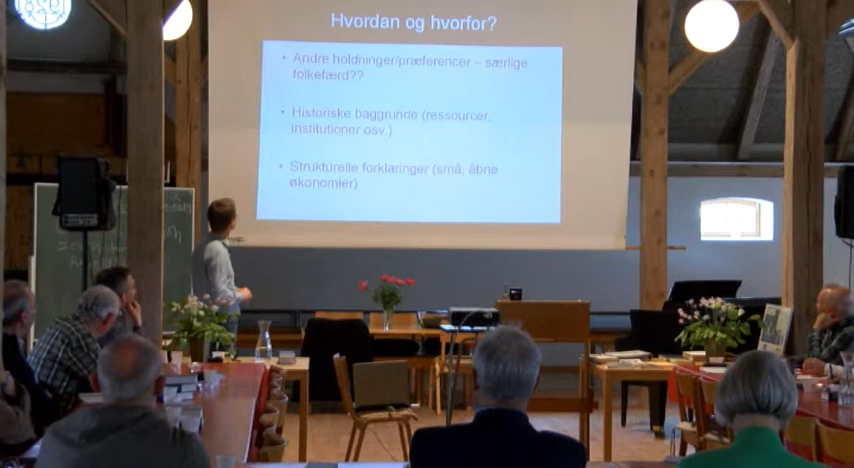 Hvordan og hvorfor?
• Andre holdninger/præferencer – særlige
folkefærd??
• Historiske baggrunde (ressourcer,
institutioner osv.)
• Strukturelle forklaringer (små, åbne
økonomier)